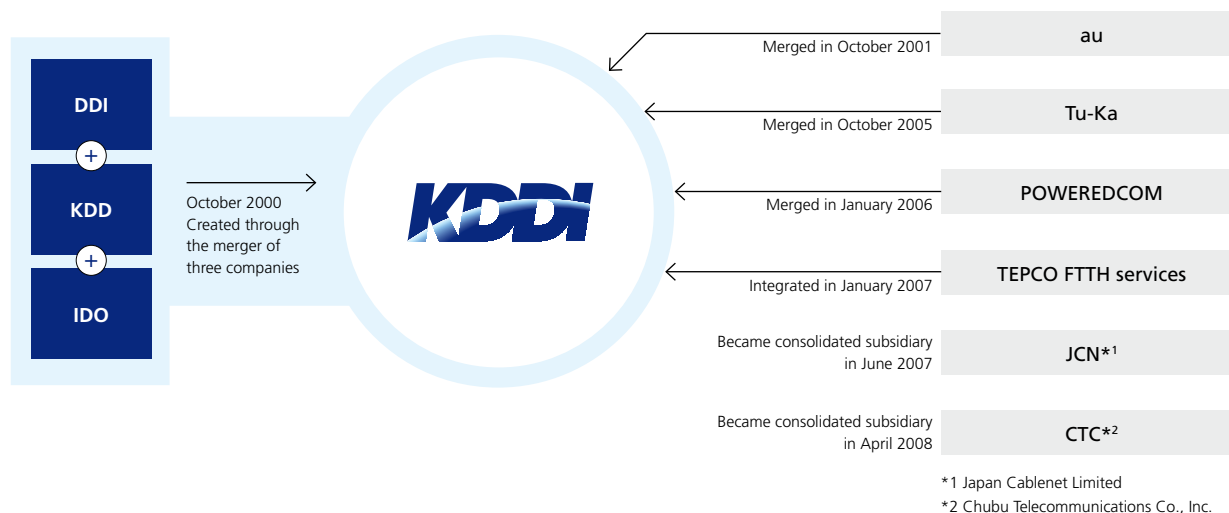 DDI
+
KDD
+
IDO
October 2000
Created through
the merger of
three companies
KDDI
Merged in October 2001
au
Merged in October 2005
Tu-Ka
Merged in January 2006
POWEREDCOM
Integrated in January 2007
TEPCO FTTH services
Became consolidated subsidiary
in June 2007
JCN*1
Became consolidated subsidiary
in April 2008
CTC*2
*1 Japan Cablenet Limited
*2 Chubu Telecommunications Co., Inc.